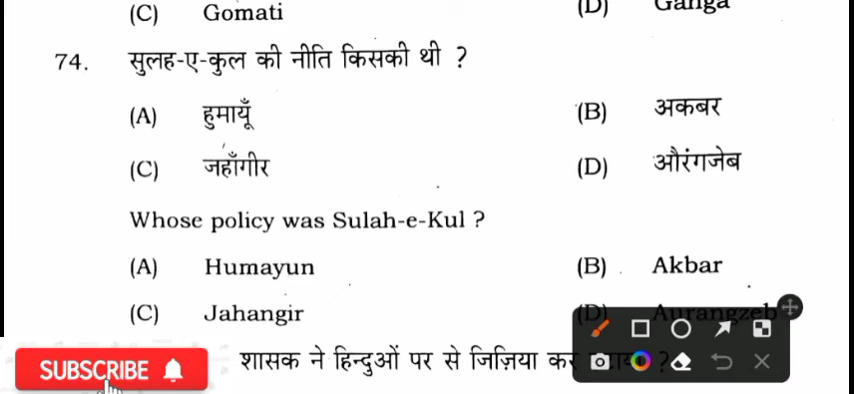 (C) Gomati (D) Ganga
74. सुलह-ए-कुल की नीति किसकी थी ?
(A) हुमायूँ (B) अकबर
(C) जहाँगीर (D) औरंगजेब
Whose policy was Sulah-e-Kul ?
(A) Humayun (B) Akbar
(C) Jahangir (D) Aurangzeb
शासक ने हिन्दुओं पर से जिज़िया कर ?
SUBSCRIBE